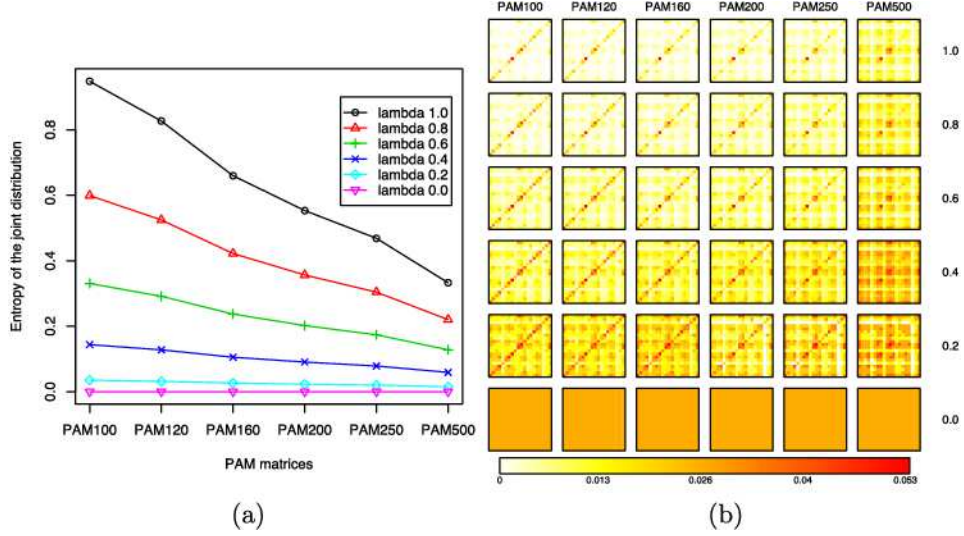 Entropy of the joint distribution
0.8
0.6
0.4
0.2
0.0
lambda 1.0
lambda 0.8
lambda 0.6
lambda 0.4
lambda 0.2
lambda 0.0
PAM100 PAM120 PAM160 PAM200 PAM250 PAM500
PAM matrices
(a)
PAM100 PAM120 PAM160 PAM200 PAM250 PAM500
1.0
0.8
0.6
0.4
0.2
0.0
0 0.013 0.026 0.04 0.053
(b)